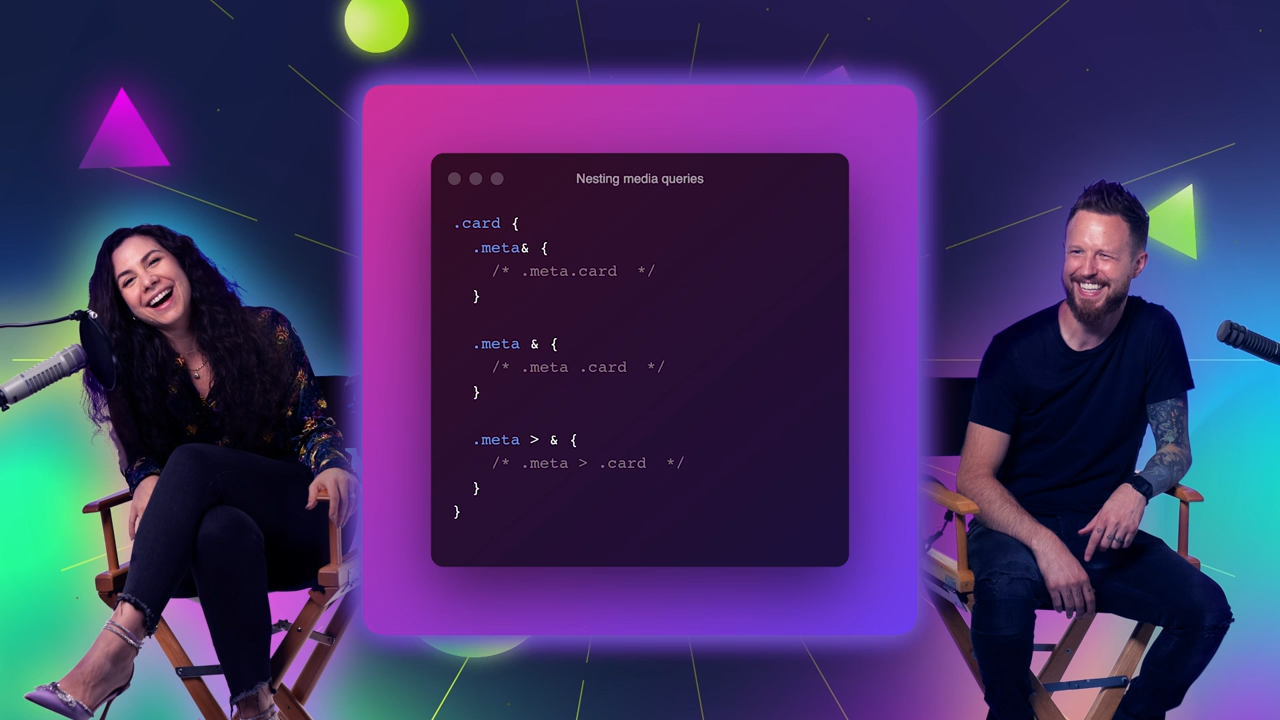 Nesting media queries
.card {
.meta& {
/* .meta.card  */
}
.meta & {
/* .meta .card  */
}
.meta > & {
/* .meta > .card  */
}
}